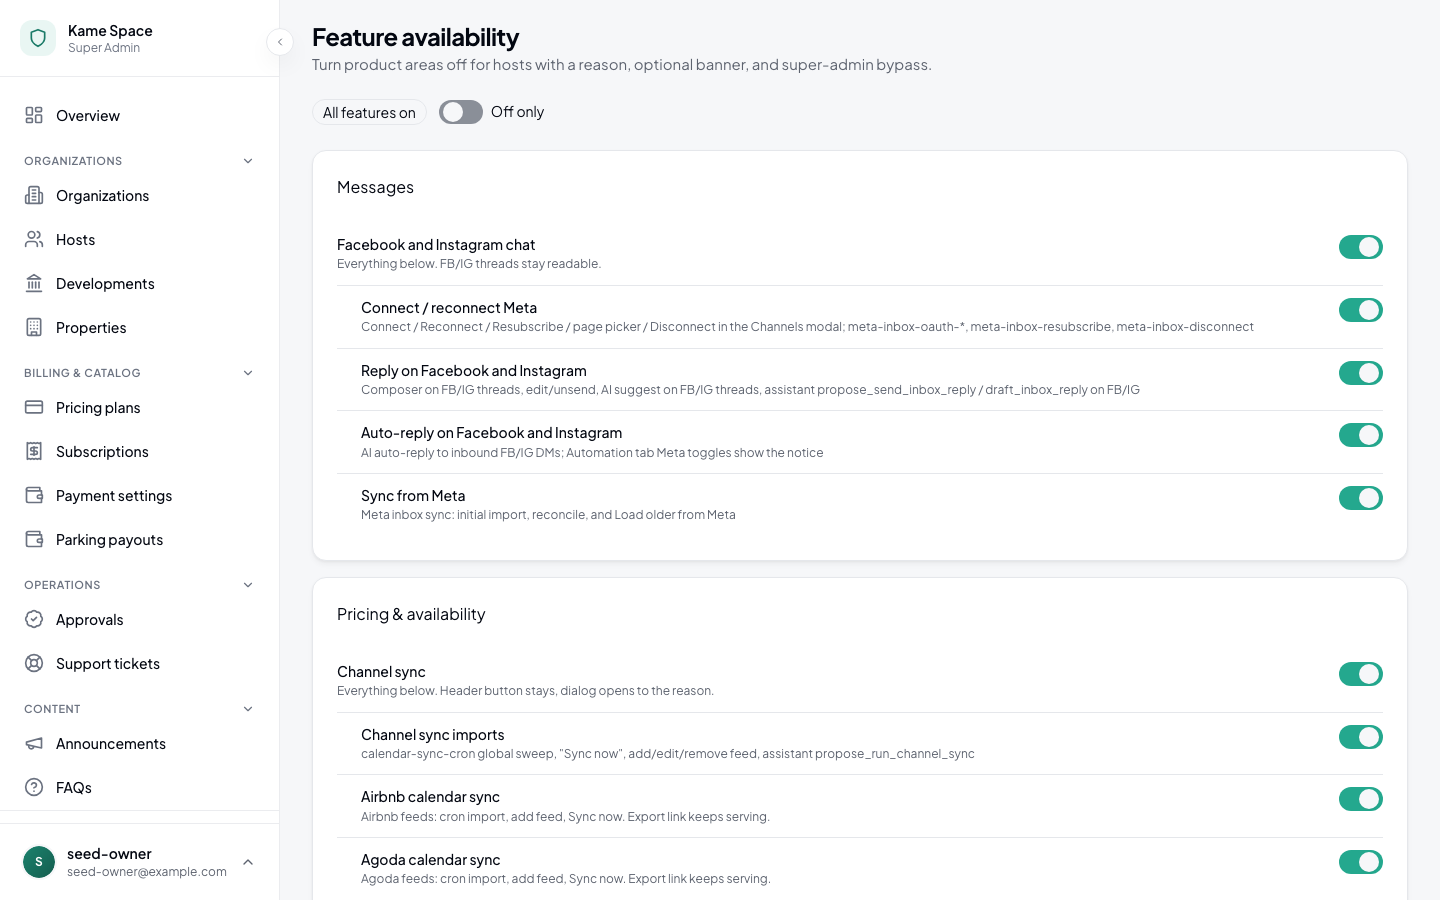 Kame Space
Super Admin
Overview
ORGANIZATIONS
Organizations
Hosts
Developments
Properties
BILLING & CATALOG
Pricing plans
Subscriptions
Payment settings
Parking payouts
OPERATIONS
Approvals
Support tickets
CONTENT
Announcements
FAQs
S
seed-owner
seed-owner@example.com
Feature availability
Turn product areas off for hosts with a reason, optional banner, and super-admin bypass.
All features on
Off only
Messages
Facebook and Instagram chat
Everything below. FB/IG threads stay readable.
Connect / reconnect Meta
Connect / Reconnect / Resubscribe / page picker / Disconnect in the Channels modal; meta-inbox-oauth-*, meta-inbox-resubscribe, meta-inbox-disconnect
Reply on Facebook and Instagram
Composer on FB/IG threads, edit/unsend, AI suggest on FB/IG threads, assistant propose_send_inbox_reply / draft_inbox_reply on FB/IG
Auto-reply on Facebook and Instagram
AI auto-reply to inbound FB/IG DMs; Automation tab Meta toggles show the notice
Sync from Meta
Meta inbox sync: initial import, reconcile, and Load older from Meta
Pricing & availability
Channel sync
Everything below. Header button stays, dialog opens to the reason.
Channel sync imports
calendar-sync-cron global sweep, "Sync now", add/edit/remove feed, assistant propose_run_channel_sync
Airbnb calendar sync
Airbnb feeds: cron import, add feed, Sync now. Export link keeps serving.
Agoda calendar sync
Agoda feeds: cron import, add feed, Sync now. Export link keeps serving.